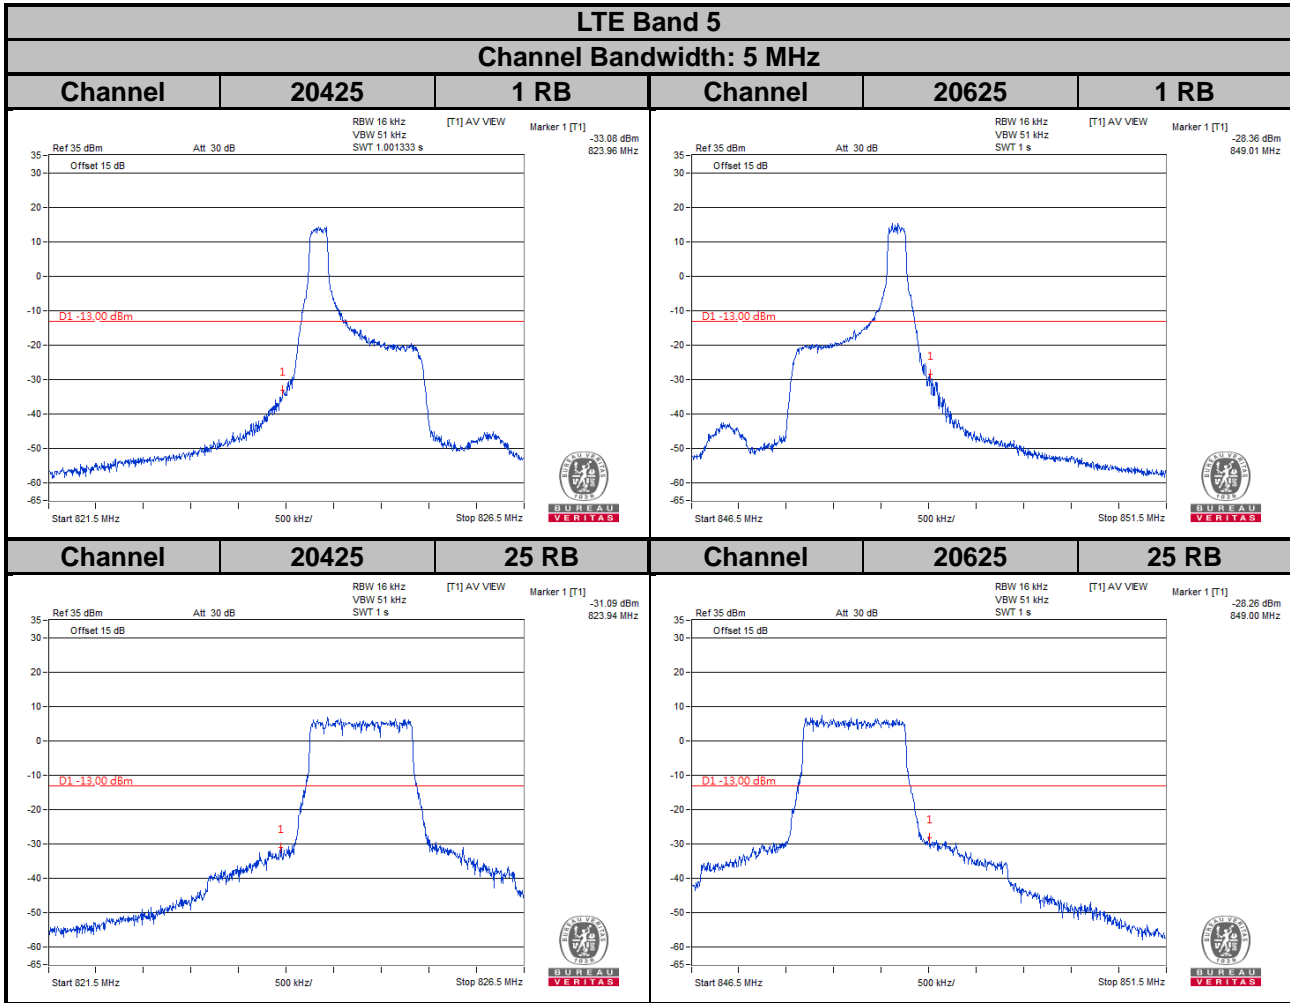 LTE Band 5
Channel Bandwidth: 5 MHz
Channel 20425 1 RB Channel 20625 1 RB
RBW 16 kHz [T1] AV VIEW Marker 1 [T1]
VBW 51 kHz -33.08 dBm
Ref 35 dBm Att 30 dB SWT 1.001333 s 823.96 MHz
35
Offset 15 dB
30
20
10
0
-10
D1 -13,00 dBm
-20
1
-30
-40
-50
-60
-65
Start 821.5 MHz 500 kHz/ Stop 826.5 MHz
BUREAU VERITAS
1828
BUREAU
VERITAS
RBW 16 kHz [T1] AV VIEW Marker 1 [T1]
VBW 51 kHz -28.36 dBm
Ref 35 dBm Att 30 dB SWT 1 s 849.01 MHz
35
Offset 15 dB
30
20
10
0
-10
D1 -13,00 dBm
-20
1
-30
-40
-50
-60
-65
Start 846.5 MHz 500 kHz/ Stop 851.5 MHz
BUREAU VERITAS
1828
BUREAU
VERITAS
Channel 20425 25 RB Channel 20625 25 RB
RBW 16 kHz [T1] AV VIEW Marker 1 [T1]
VBW 51 kHz -31.09 dBm
Ref 35 dBm Att 30 dB SWT 1 s 823.94 MHz
35
Offset 15 dB
30
20
10
0
-10
D1 -13,00 dBm
-20
1
-30
-40
-50
-60
-65
Start 821.5 MHz 500 kHz/ Stop 826.5 MHz
BUREAU VERITAS
1828
BUREAU
VERITAS
RBW 16 kHz [T1] AV VIEW Marker 1 [T1]
VBW 51 kHz -28.26 dBm
Ref 35 dBm Att 30 dB SWT 1 s 849.00 MHz
35
Offset 15 dB
30
20
10
0
-10
D1 -13,00 dBm
-20
1
-30
-40
-50
-60
-65
Start 846.5 MHz 500 kHz/ Stop 851.5 MHz
BUREAU VERITAS
1828
BUREAU
VERITAS